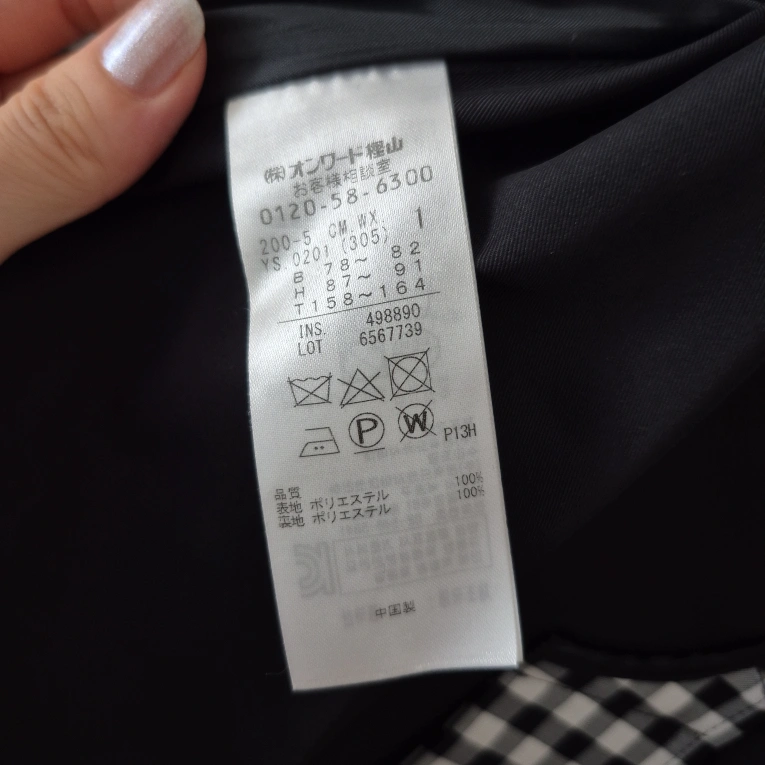 (株)オンワード樫山
お客様相談室
0120-58-6300
200-5 CM.WX. 1
YS.0201 (305)
B 78~ 82
H 87~ 91
T158~164
INS. 498890
LOT 6567739
P W P13H
品質
表地 ポリエステル 100%
裏地 ポリエステル 100%
中国製